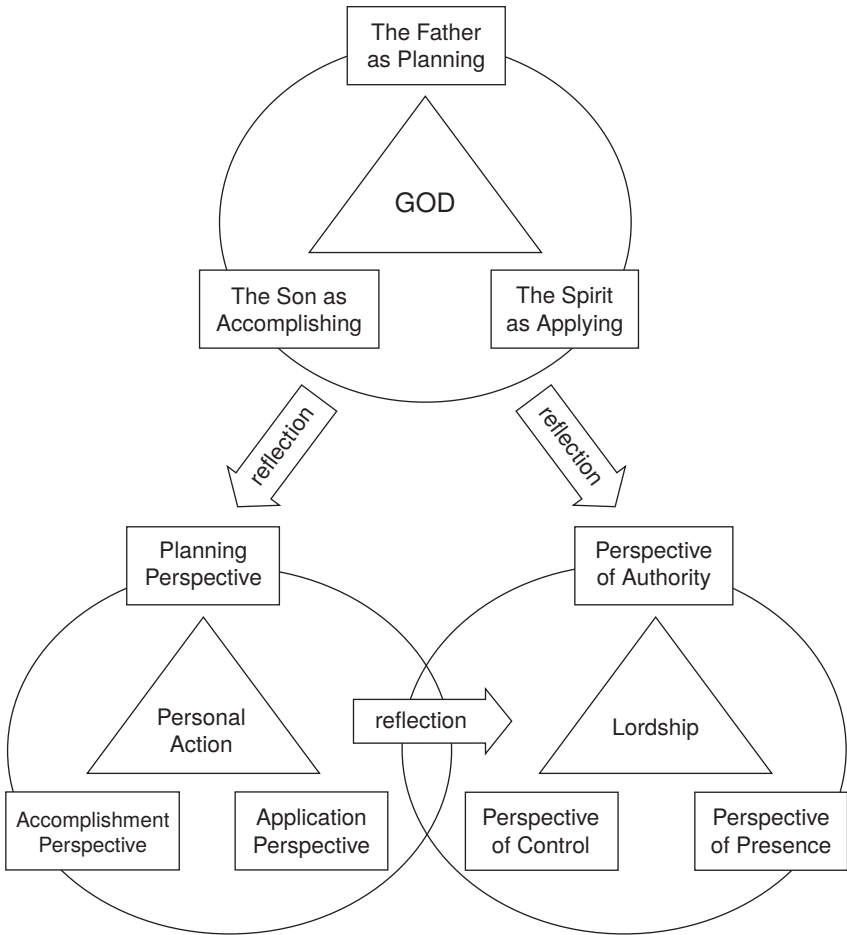 The Father
as Planning
GOD
The Son as
Accomplishing
The Spirit
as Applying
reflection
reflection
Planning
Perspective
Perspective
of Authority
Personal
Action
reflection
Lordship
Accomplishment
Perspective
Application
Perspective
Perspective
of Control
Perspective
of Presence